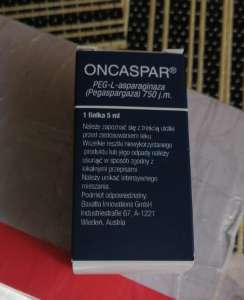 ONCASPAR®
PEG-L-asparaginaza
(Pegaspargaza) 750 j.m.
1 fiolka 5 ml
Należy zapoznać się z treścią ulotki
przed zastosowaniem leku.
Wszelkie resztki niewykorzystanego
produktu lub jego odpady należy
usunąć w sposób zgodny z
lokalnymi przepisami.
Należy unikać intensywnego
mieszania.
Podmiot odpowiedzialny:
Baxalta Innovations GmbH
Industriestraße 67, A-1221
Wiedeń, Austria